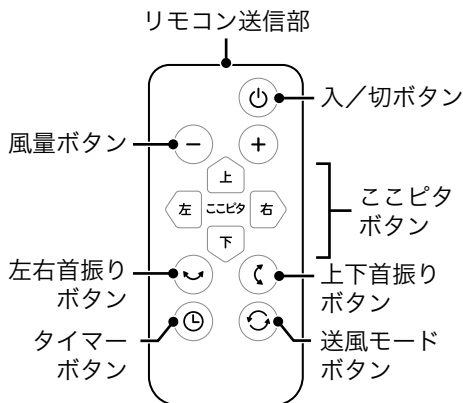 リモコン送信部
入／切ボタン
風量ボタン
上
左
ここピタ
右
下
ここピタ
ボタン
左右首振り
ボタン
上下首振り
ボタン
タイマー
ボタン
送風モード
ボタン